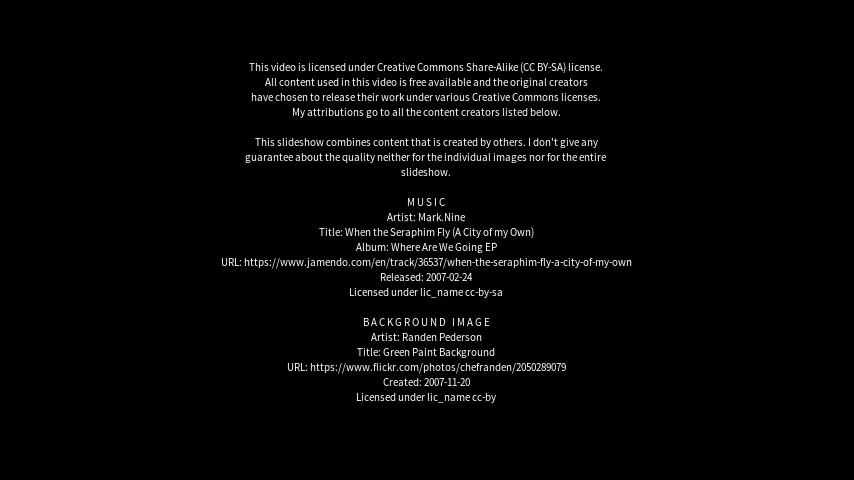 This video is licensed under Creative Commons Share-Alike (CC BY-SA) license.
All content used in this video is free available and the original creators
have chosen to release their work under various Creative Commons licenses.
My attributions go to all the content creators listed below.
This slideshow combines content that is created by others. I don't give any
guarantee about the quality neither for the individual images nor for the entire
slideshow.
MUSIC
Artist: Mark.Nine
Title: When the Seraphim Fly (A City of my Own)
Album: Where Are We Going EP
URL: https://www.jamendo.com/en/track/36537/when-the-seraphim-fly-a-city-of-my-own
Released: 2007-02-24
Licensed under lic_name cc-by-sa
BACKGROUND IMAGE
Artist: Randen Pederson
Title: Green Paint Background
URL: https://www.flickr.com/photos/chefranden/2050289079
Created: 2007-11-20
Licensed under lic_name cc-by